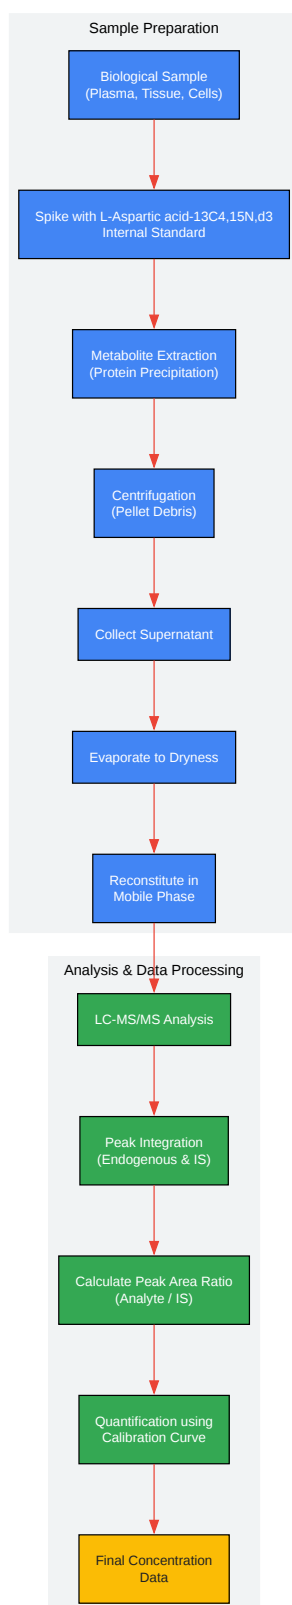 Sample Preparation
Biological Sample
(Plasma, Tissue, Cells)
Spike with L-Aspartic acid-13C4,15N,d3
Internal Standard
Metabolite Extraction
(Protein Precipitation)
Centrifugation
(Pellet Debris)
Collect Supernatant
Evaporate to Dryness
Reconstitute in
Mobile Phase
Analysis & Data Processing
LC-MS/MS Analysis
Peak Integration
(Endogenous & IS)
Calculate Peak Area Ratio
(Analyte / IS)
Quantification using
Calibration Curve
Final Concentration
Data